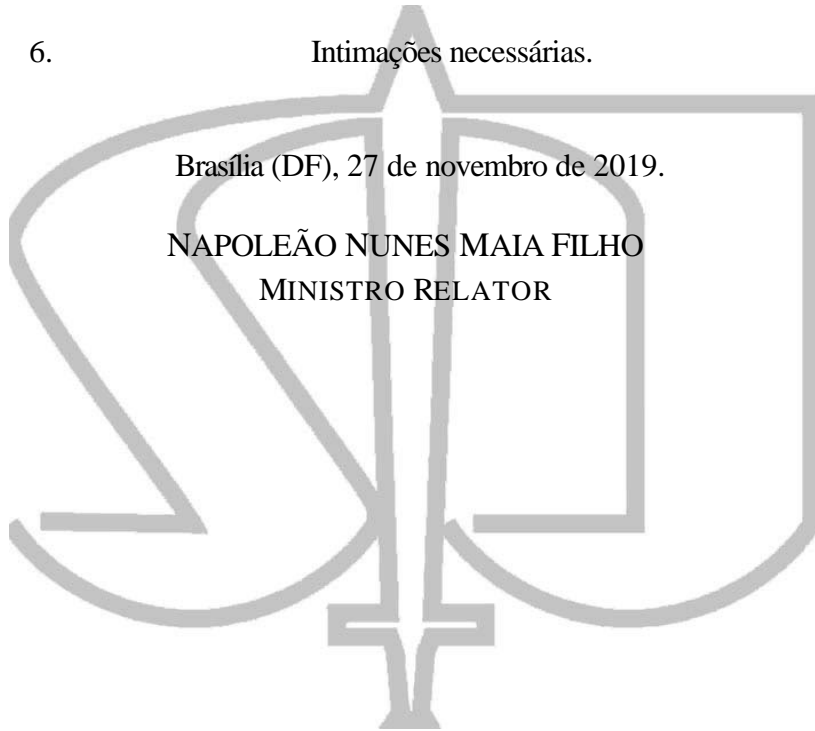 6. Intimações necessárias.
Brasília (DF), 27 de novembro de 2019.
NAPOLEÃO NUNES MAIA FILHO
MINISTRO RELATOR